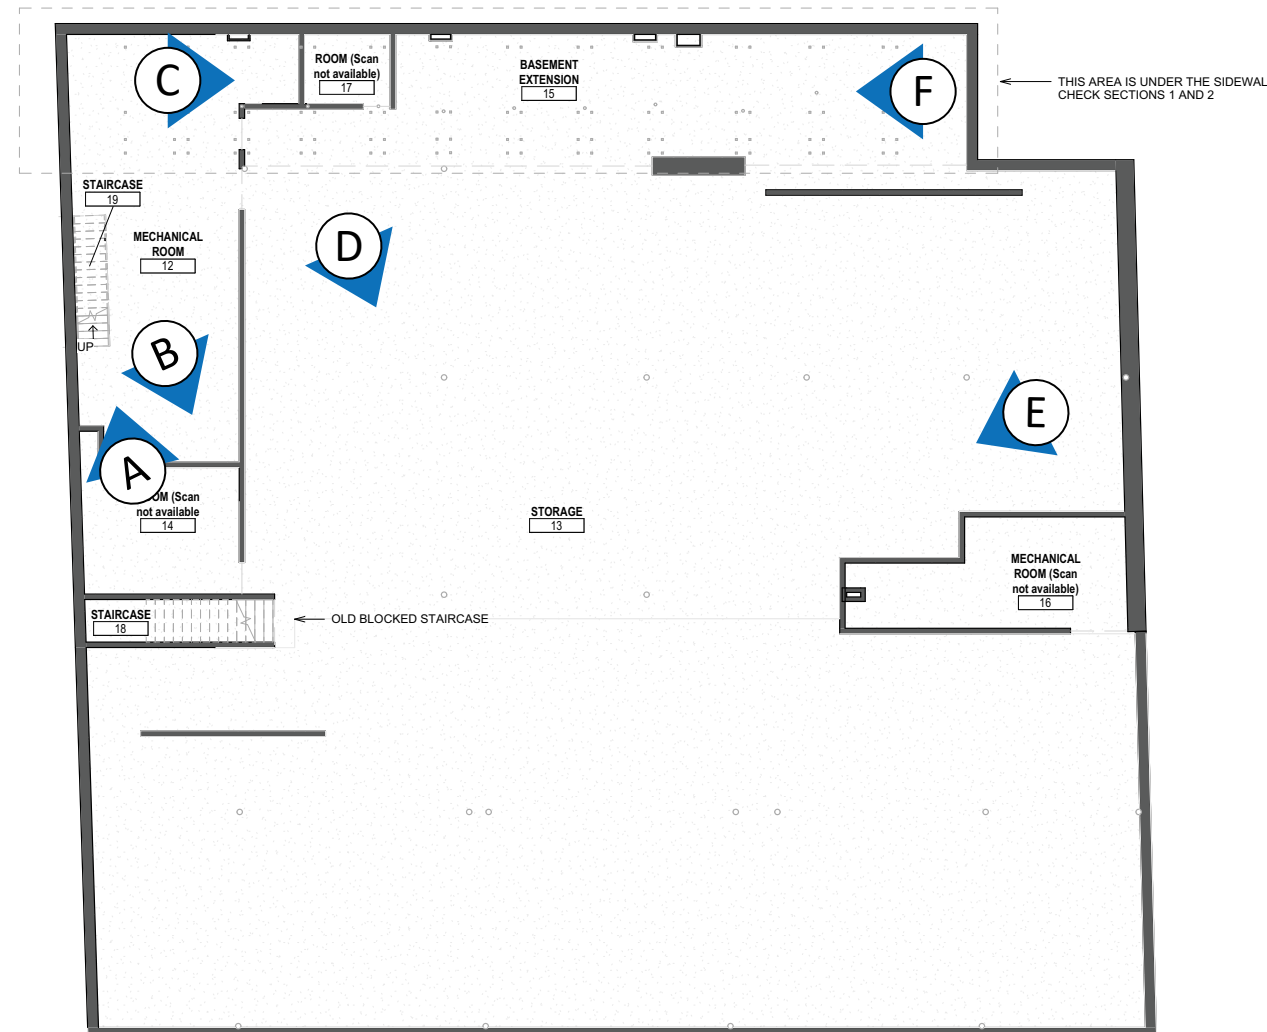 C
ROOM (Scan
not available)
17
BASEMENT
EXTENSION
15
F
THIS AREA IS UNDER THE SIDEWAL
CHECK SECTIONS 1 AND 2
STAIRCASE
19
MECHANICAL
ROOM
12
D
UP
B
A
E
OM (Scan
not available
14
STORAGE
13
MECHANICAL
ROOM (Scan
not available)
16
STAIRCASE
18
OLD BLOCKED STAIRCASE